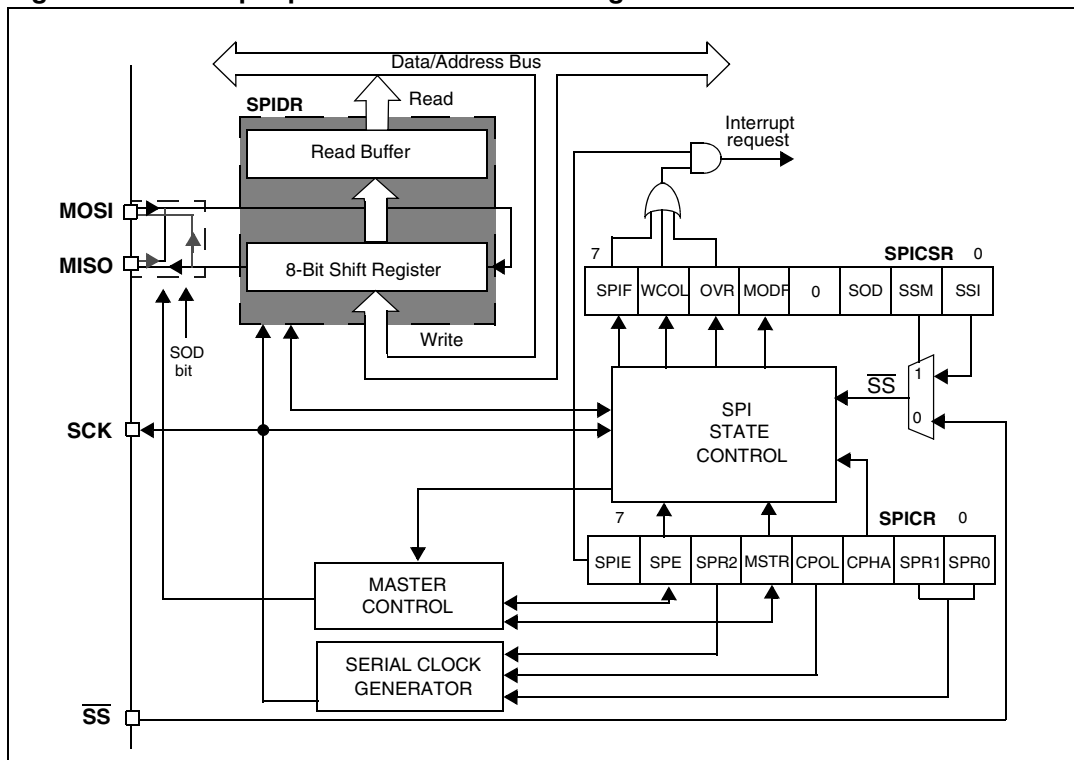 Data/Address Bus
SPIDR
Read
Read Buffer
Interrupt
request
MOSI
MISO
8-Bit Shift Register
7
SPICSR
0
SPIF
WCOL
OVR
MODF
0
SOD
SSM
SSI
Write
SOD
bit
SS
1
0
SPI
STATE
CONTROL
SCK
7
SPICR
0
SPIE
SPE
SPR2
MSTR
CPOL
CPHA
SPR1
SPR0
MASTER
CONTROL
SERIAL CLOCK
GENERATOR
SS